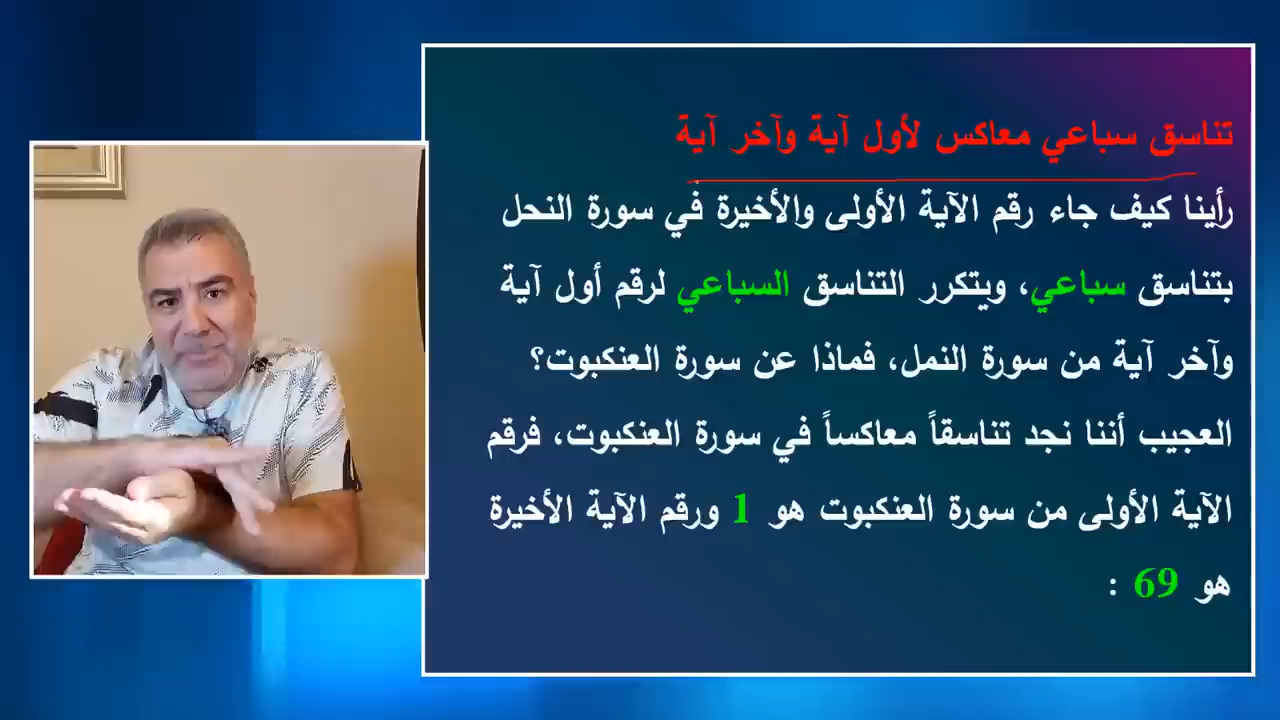 تناسق سباعي معاكس لأول آية وآخر آية
رأينا كيف جاء رقم الآية الأولى والأخيرة في سورة النحل
بتناسق سباعي، ويتكرر التناسق السباعي لرقم أول آية
وآخر آية من سورة النمل، فماذا عن سورة العنكبوت؟
العجيب أننا نجد تناسقاً معاكساً في سورة العنكبوت، فرقم
الآية الأولى من سورة العنكبوت هو 1 ورقم الآية الأخيرة
هو 69 :